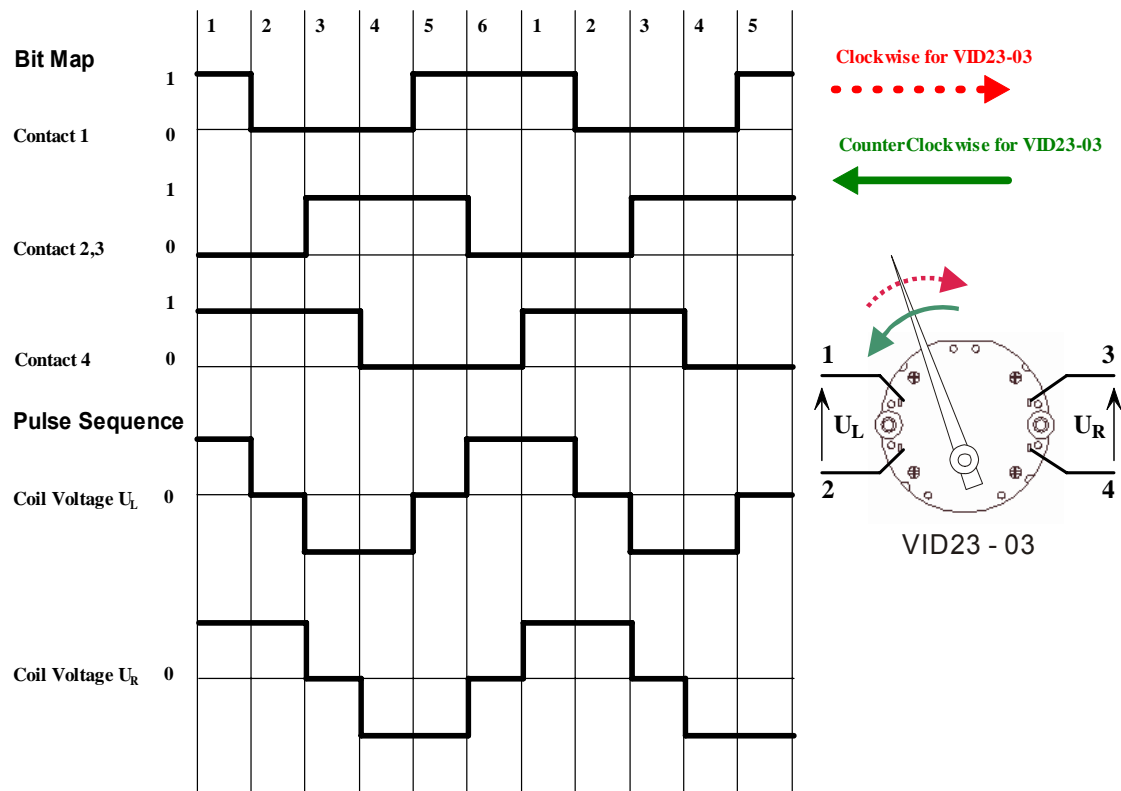 1 2 3 4 5 6 1 2 3 4 5
Bit Map
1
Contact 1 0
1
Contact 2,3 0
1
Contact 4 0
Pulse Sequence
Coil Voltage UL 0
Coil Voltage UR 0
Clockwise for VID23-03
CounterClockwise for VID23-03
1 3
UL UR
2 4
VID23 - 03